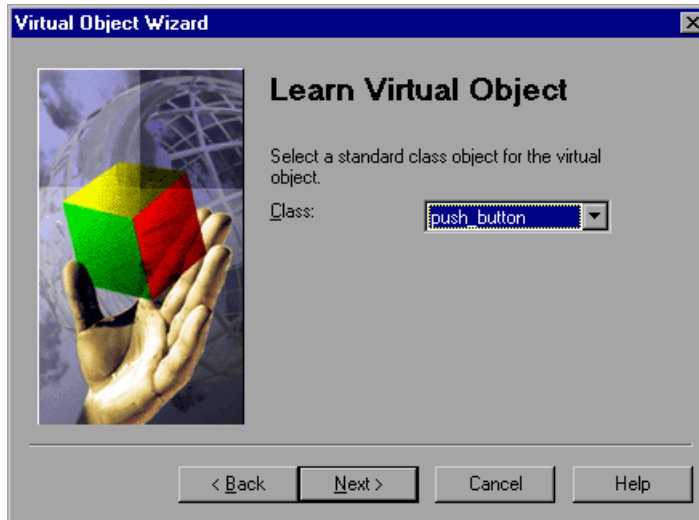 Virtual Object Wizard
Learn Virtual Object
Select a standard class object for the virtual
object.
Class: push_button
< Back Next > Cancel Help